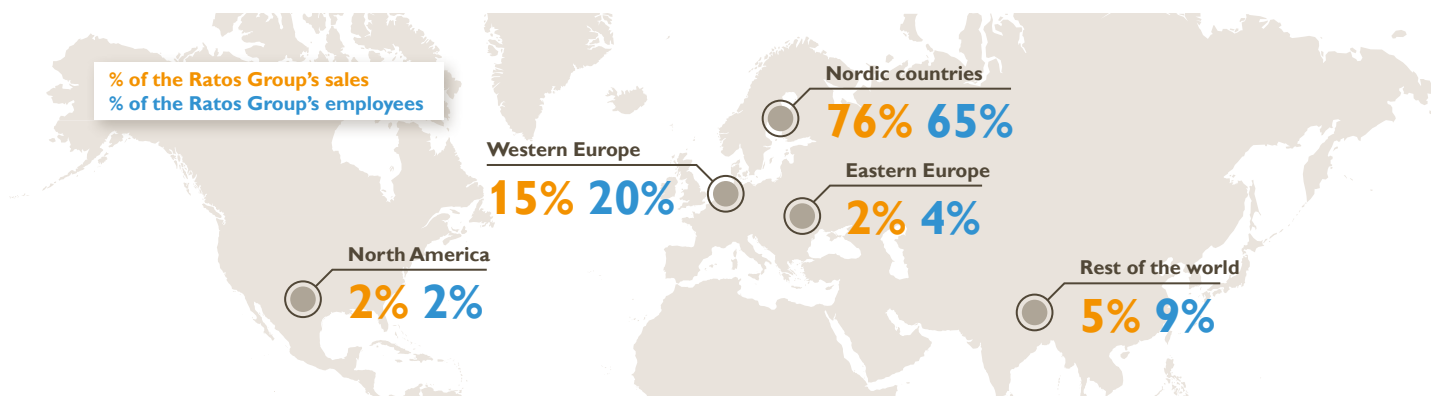 % of the Ratos Group's sales
% of the Ratos Group's employees
Nordic countries
76% 65%
Western Europe
15% 20%
Eastern Europe
2% 4%
North America
2% 2%
Rest of the world
5% 9%